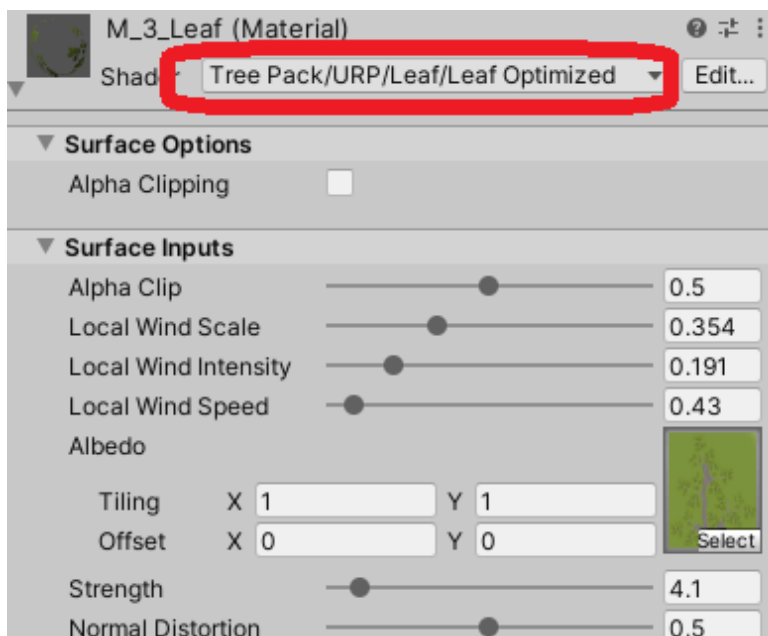 M_3_Leaf (Material)
Shader Tree Pack/URP/Leaf/Leaf Optimized Edit...
Surface Options
Alpha Clipping
Surface Inputs
Alpha Clip 0.5
Local Wind Scale 0.354
Local Wind Intensity 0.191
Local Wind Speed 0.43
Albedo
Tiling X 1 Y 1
Offset X 0 Y 0 Select
Strength 4.1
Normal Distortion 0.5